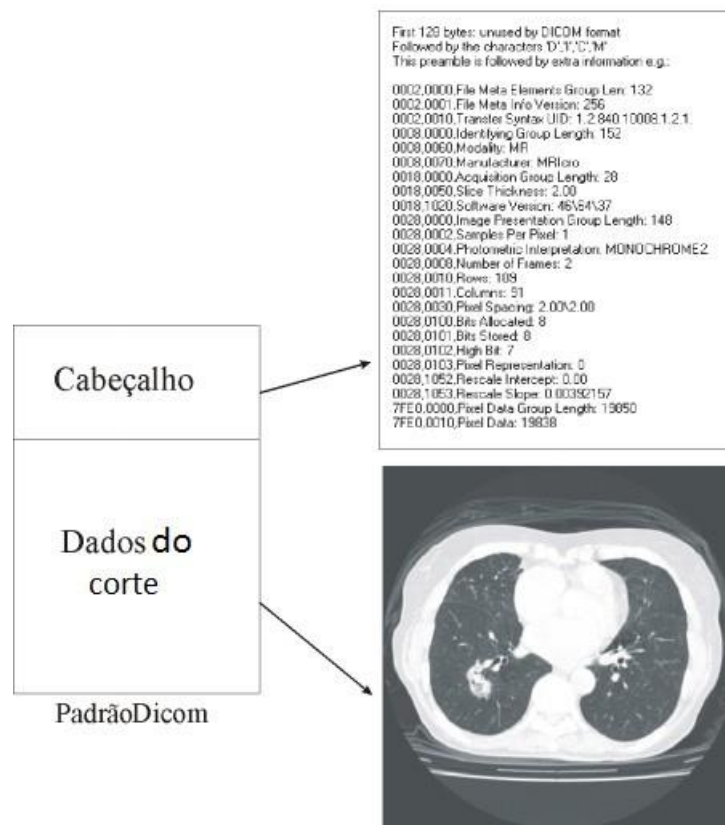 First 128 bytes: unused by DICOM format
Followed by the characters 'D','I','C','M'
This preamble is followed by extra information e.g.:
0002,0000,File Meta Elements Group Len: 132
0002,0001,File Meta Info Version: 256
0002,0010,Transfer Syntax UID: 1.2.840.10008.1.2.1.
0008,0000,Identifying Group Length: 152
0008,0060,Modality: MR
0008,0070,Manufacturer: MRIcro
0018,0000,Acquisition Group Length: 28
0018,0050,Slice Thickness: 2.00
0018,1020,Software Version: 46\64\37
0028,0000,Image Presentation Group Length: 148
0028,0002,Samples Per Pixel: 1
0028,0004,Photometric Interpretation: MONOCHROME2.
0028,0008,Number of Frames: 2
0028,0010,Rows: 109
0028,0011,Columns: 91
0028,0030,Pixel Spacing: 2.00\2.00
0028,0100,Bits Allocated: 8
0028,0101,Bits Stored: 8
0028,0102,High Bit: 7
0028,0103,Pixel Representation: 0
0028,1052,Rescale Intercept: 0.00
0028,1053,Rescale Slope: 0.00392157
7FE0,0000,Pixel Data Group Length: 19850
7FE0,0010,Pixel Data: 19838
Cabeçalho
Dados do
corte
PadrãoDicom